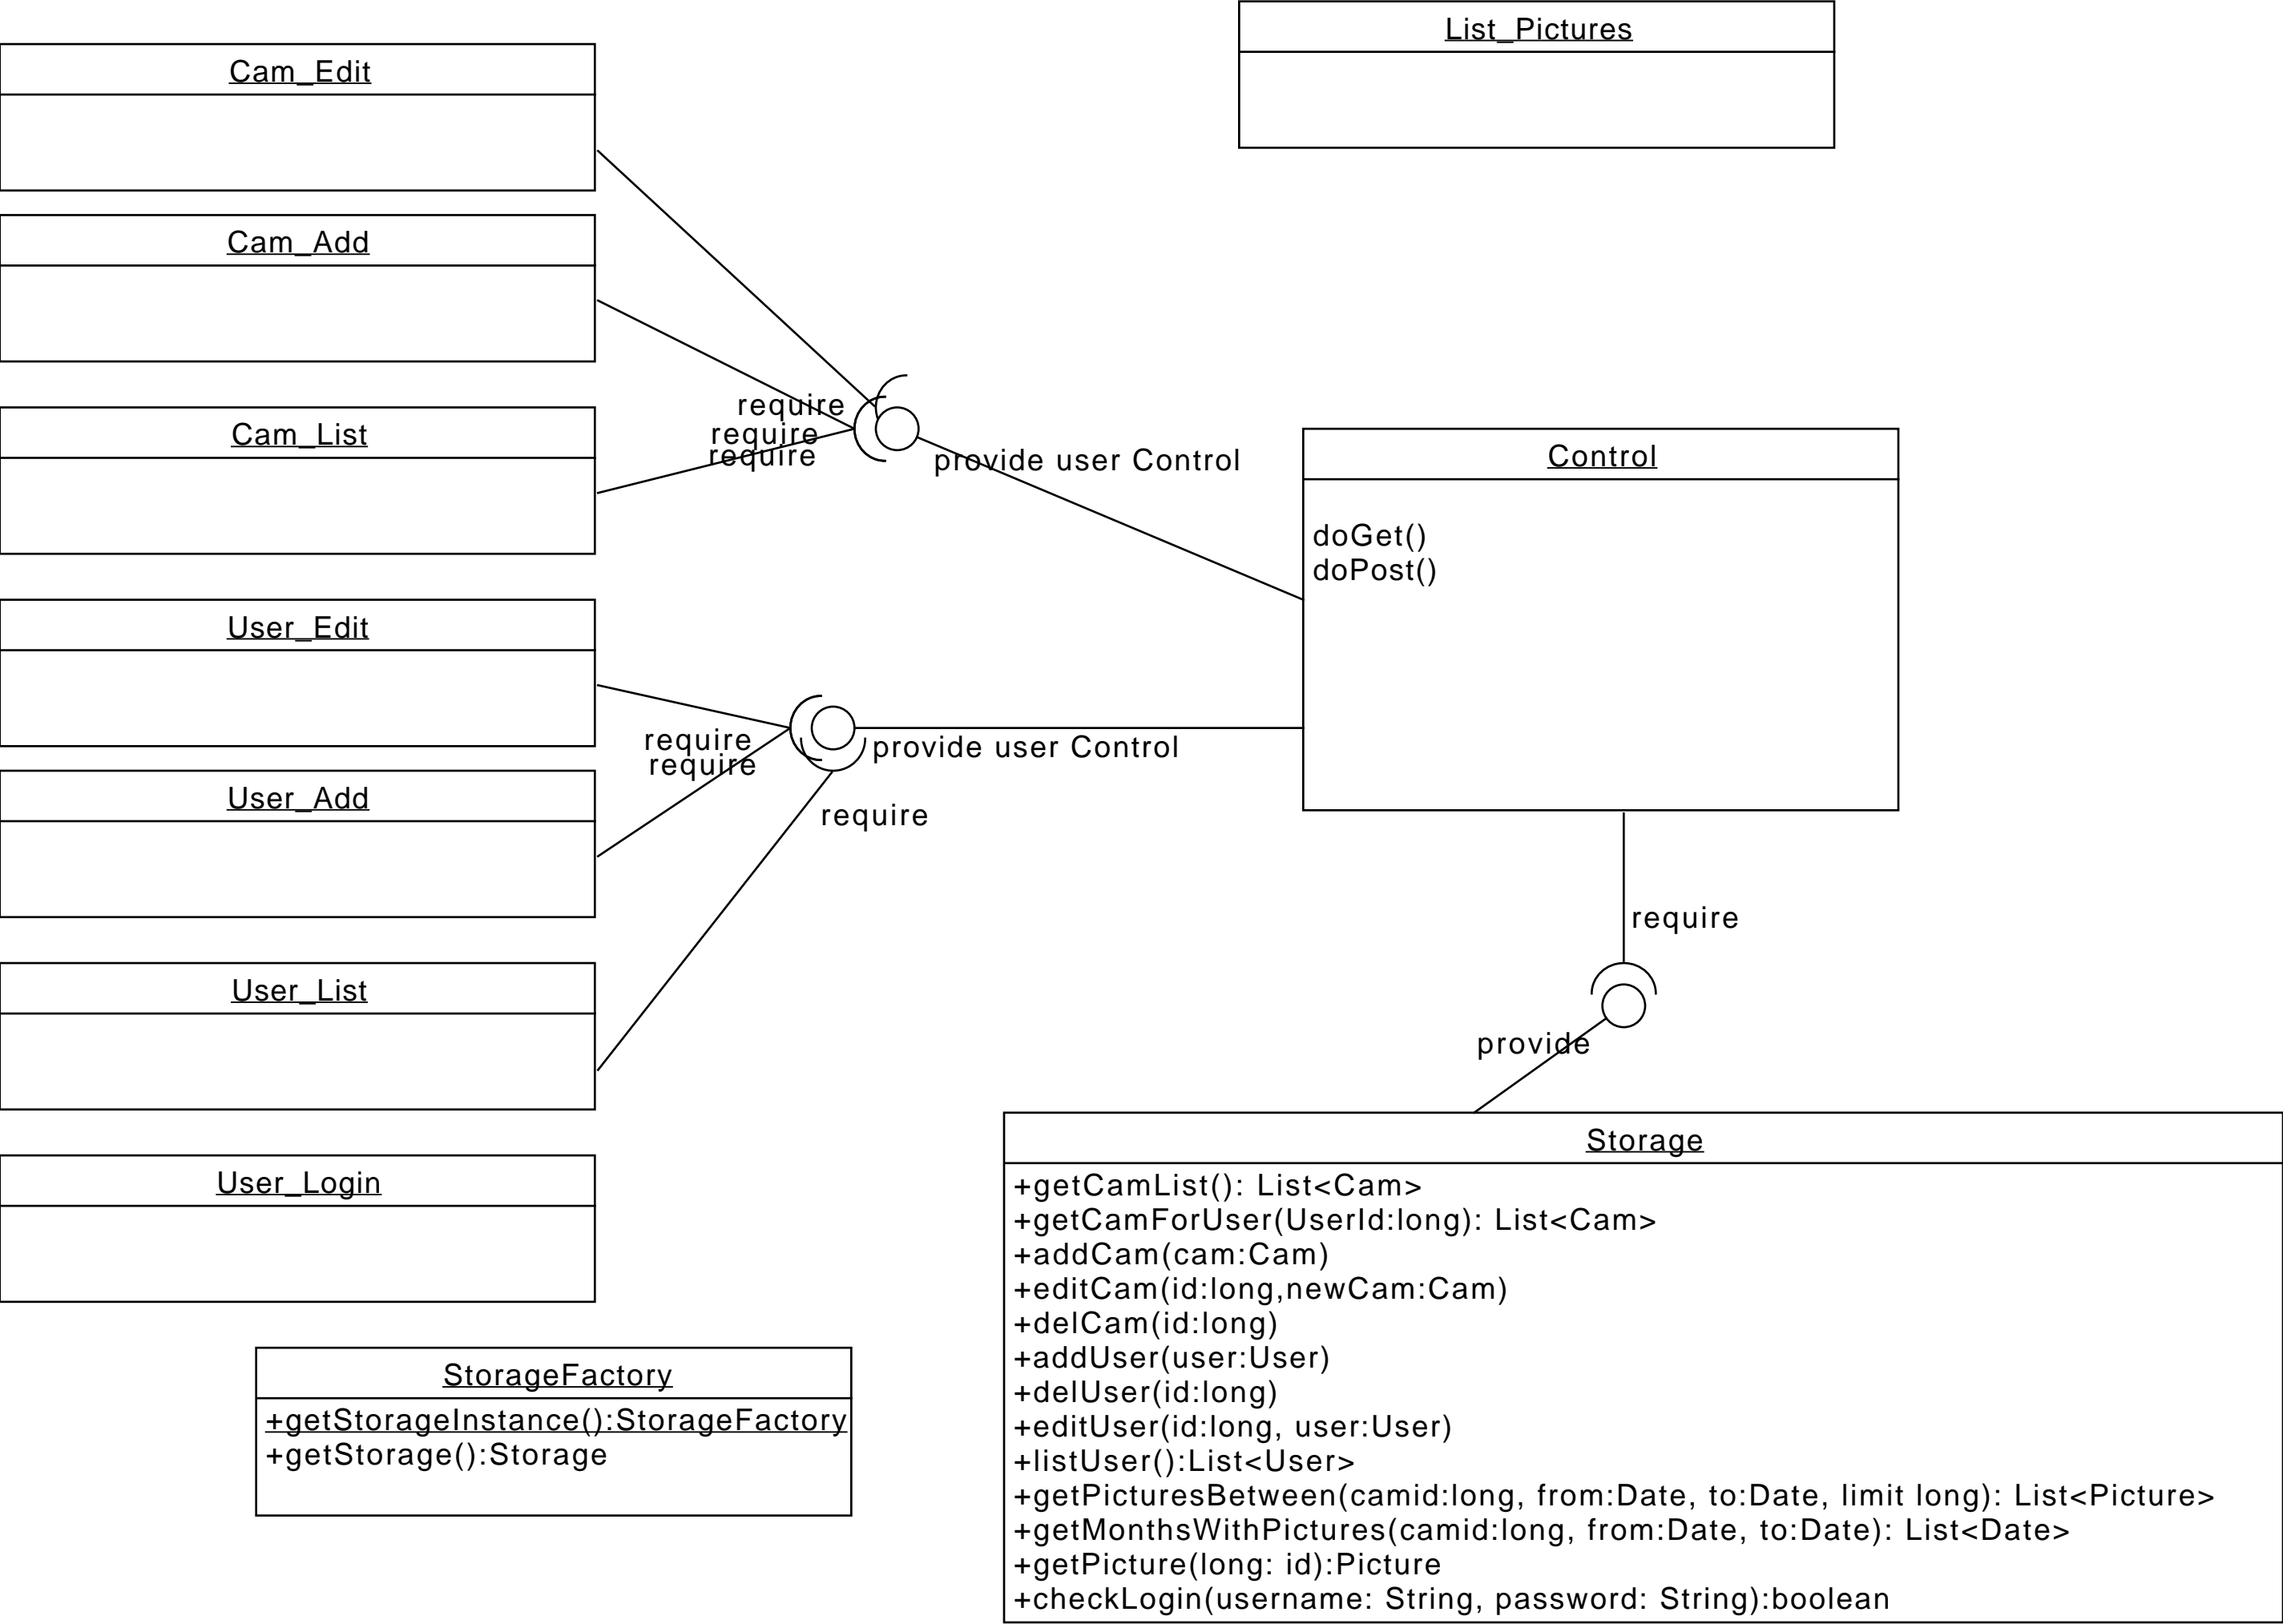 List_Pictures
Cam_Edit
Cam_Add
require
Cam_List
require
require
provide user Control
Control
doGet()
doPost()
User_Edit
require
require
provide user Control
User_Add
require
require
User_List
provide
Storage
+getCamList(): List<Cam>
+getCamForUser(UserId:long): List<Cam>
+addCam(cam:Cam)
+editCam(id:long,newCam:Cam)
+delCam(id:long)
+addUser(user:User)
+delUser(id:long)
+editUser(id:long, user:User)
+listUser():List<User>
+getPicturesBetween(camid:long, from:Date, to:Date, limit long): List<Picture>
+getMonthsWithPictures(camid:long, from:Date, to:Date): List<Date>
+getPicture(long: id):Picture
+checkLogin(username: String, password: String):boolean
User_Login
StorageFactory
+getStorageInstance():StorageFactory
+getStorage():Storage